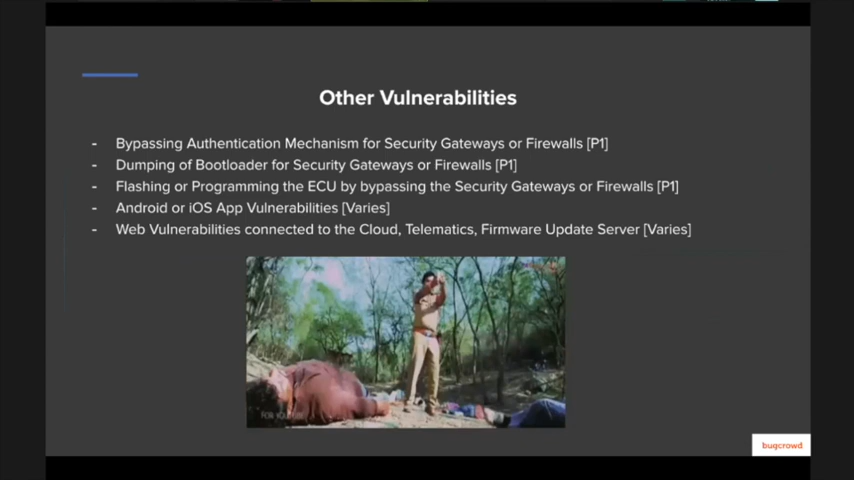 Other Vulnerabilities
- Bypassing Authentication Mechanism for Security Gateways or Firewalls [P1]
- Dumping of Bootloader for Security Gateways or Firewalls [P1]
- Flashing or Programming the ECU by bypassing the Security Gateways or Firewalls [P1]
- Android or iOS App Vulnerabilities [Varies]
- Web Vulnerabilities connected to the Cloud, Telematics, Firmware Update Server [Varies]
bugcrowd